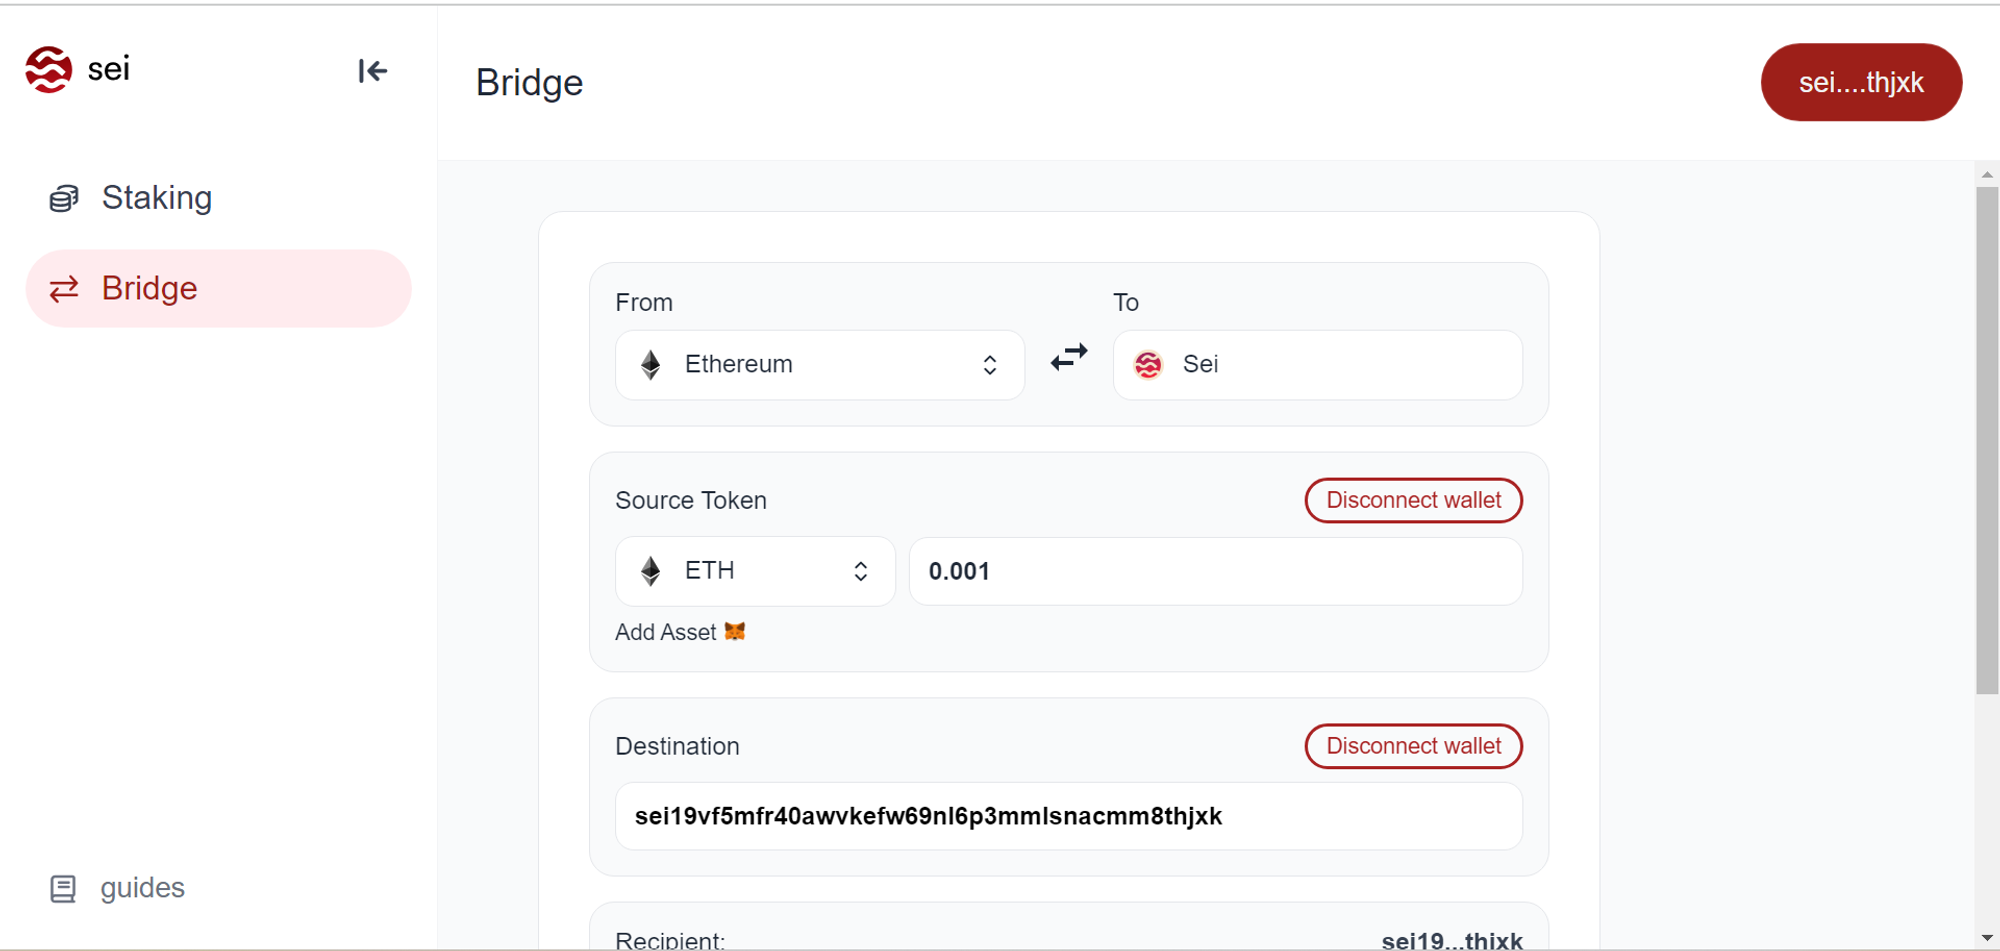 sei
Bridge
sei....thjxk
Staking
Bridge
From
To
Ethereum
Sei
Source Token
Disconnect wallet
ETH
0.001
Add Asset
Destination
Disconnect wallet
sei19vf5mfr40awvkefw69nl6p3mmlsnacmm8thjxk
guides
Recipient:
sei19...thjxk